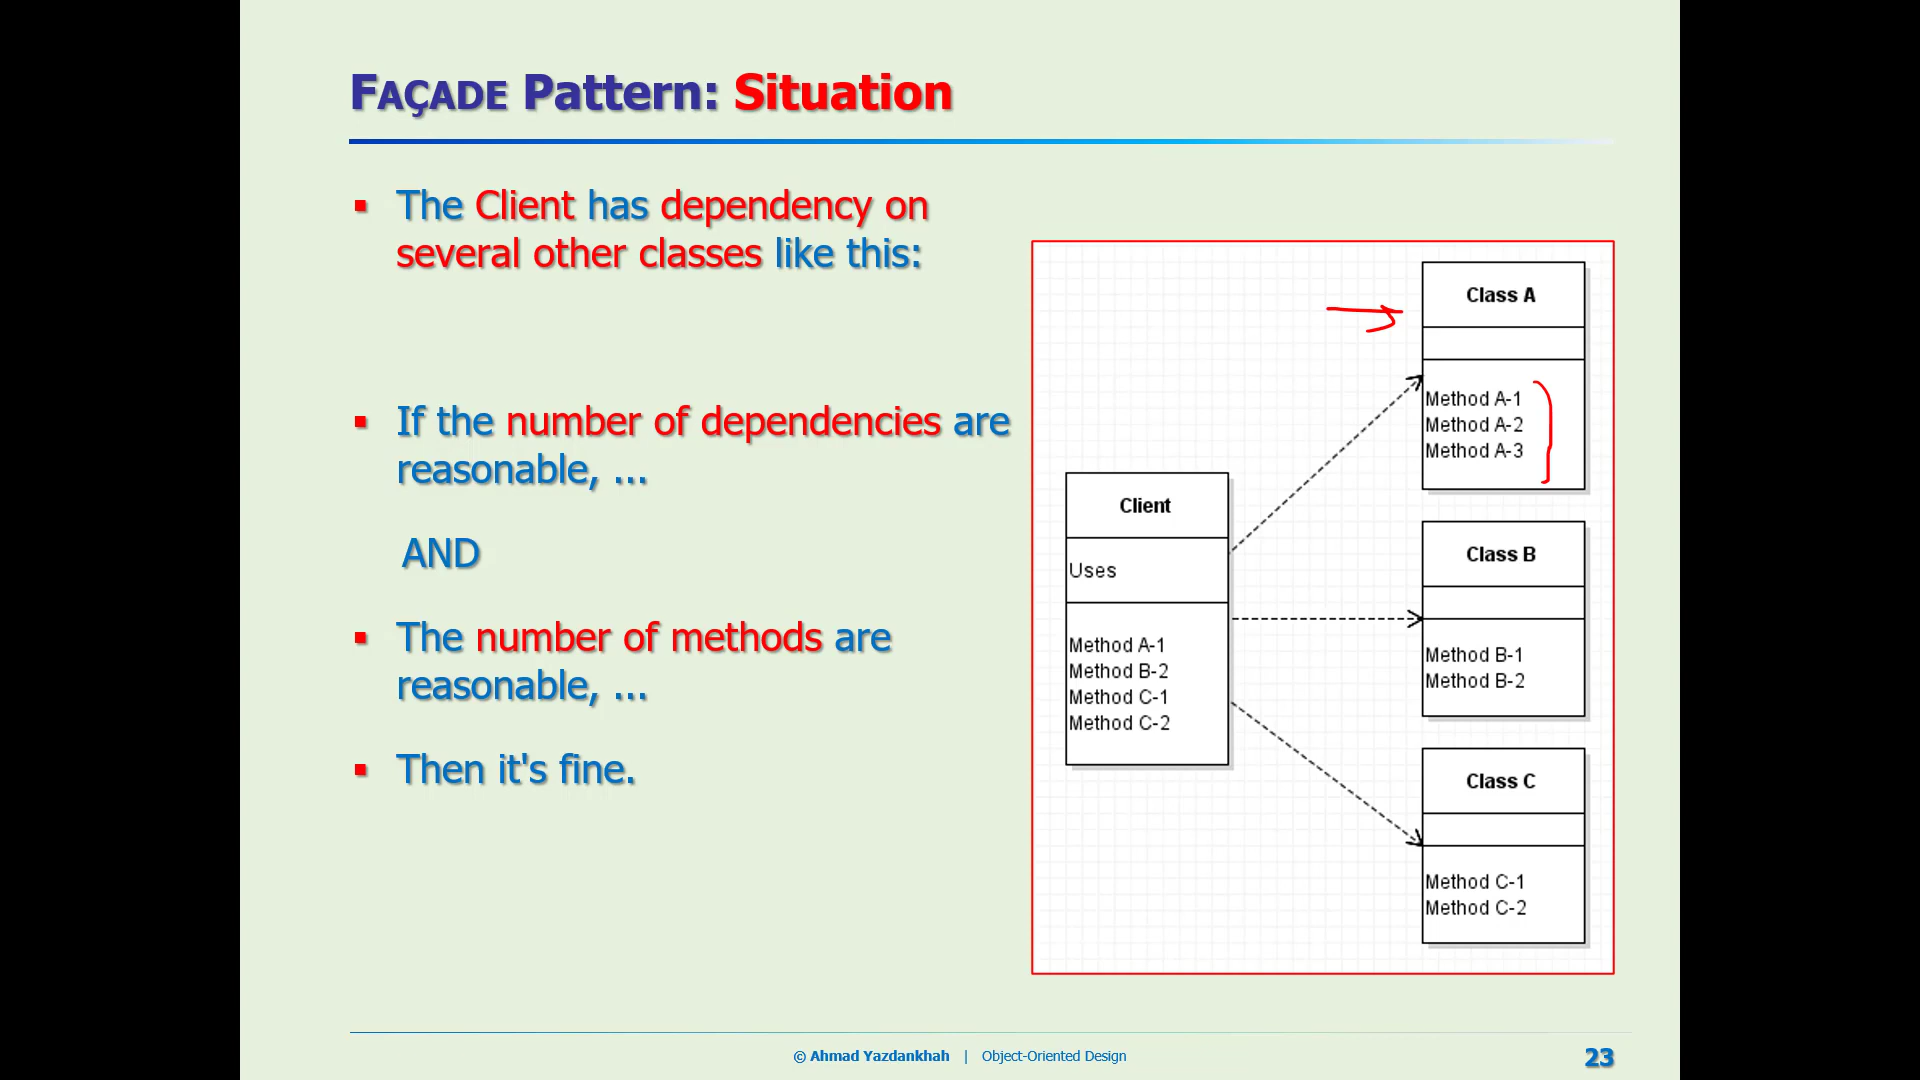 FAÇADE Pattern: Situation
▪ The Client has dependency on
several other classes like this:
▪ If the number of dependencies are
reasonable, ...
AND
▪ The number of methods are
reasonable, ...
▪ Then it's fine.
Client
Uses
Method A-1
Method B-2
Method C-1
Method C-2
Class A
Method A-1
Method A-2
Method A-3
Class B
Method B-1
Method B-2
Class C
Method C-1
Method C-2
© Ahmad Yazdankhah | Object-Oriented Design
23